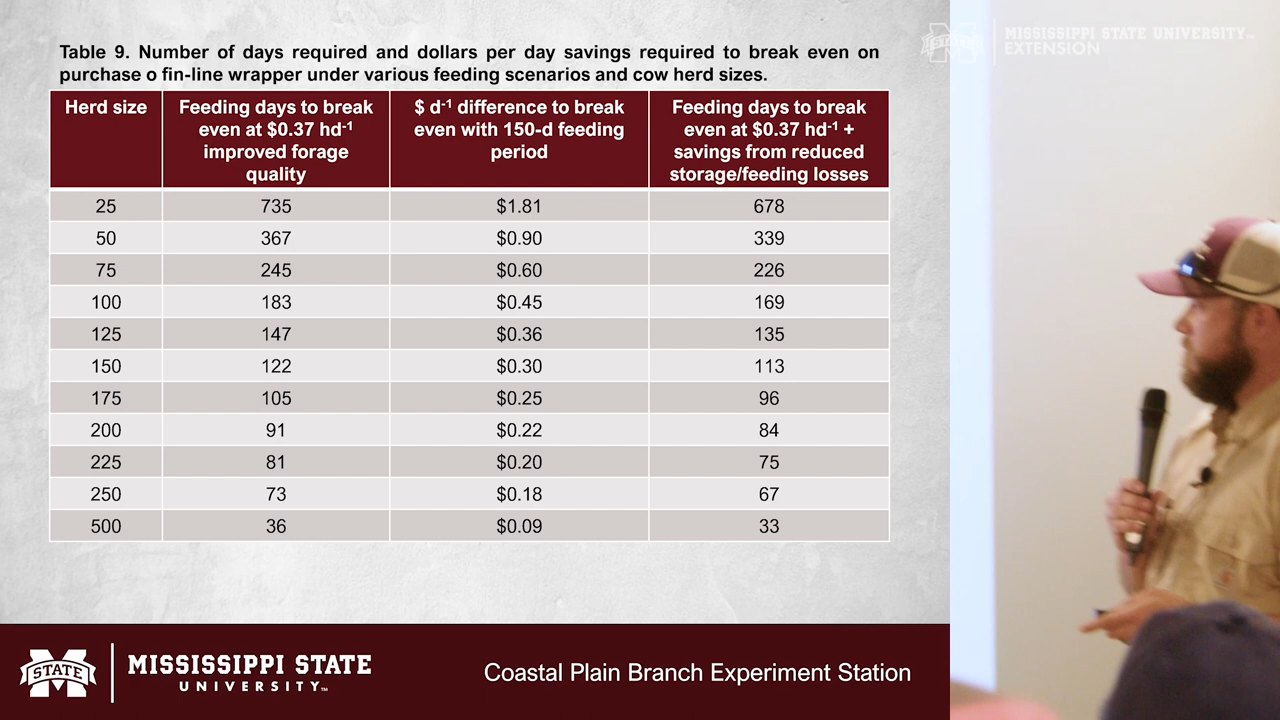 Table 9. Number of days required and dollars per day savings required to break even on
purchase o fin-line wrapper under various feeding scenarios and cow herd sizes.
Herd size
Feeding days to break
even at $0.37 hd-1
improved forage
quality
$ d-1 difference to break
even with 150-d feeding
period
Feeding days to break
even at $0.37 hd-1 +
savings from reduced
storage/feeding losses
25 735 $1.81 678
50 367 $0.90 339
75 245 $0.60 226
100 183 $0.45 169
125 147 $0.36 135
150 122 $0.30 113
175 105 $0.25 96
200 91 $0.22 84
225 81 $0.20 75
250 73 $0.18 67
500 36 $0.09 33
STATE
MISSISSIPPI STATE
UNIVERSITY™
Coastal Plain Branch Experiment Station
STATE
MISSISSIPPI STATE UNIVERSITY™
EXTENSION